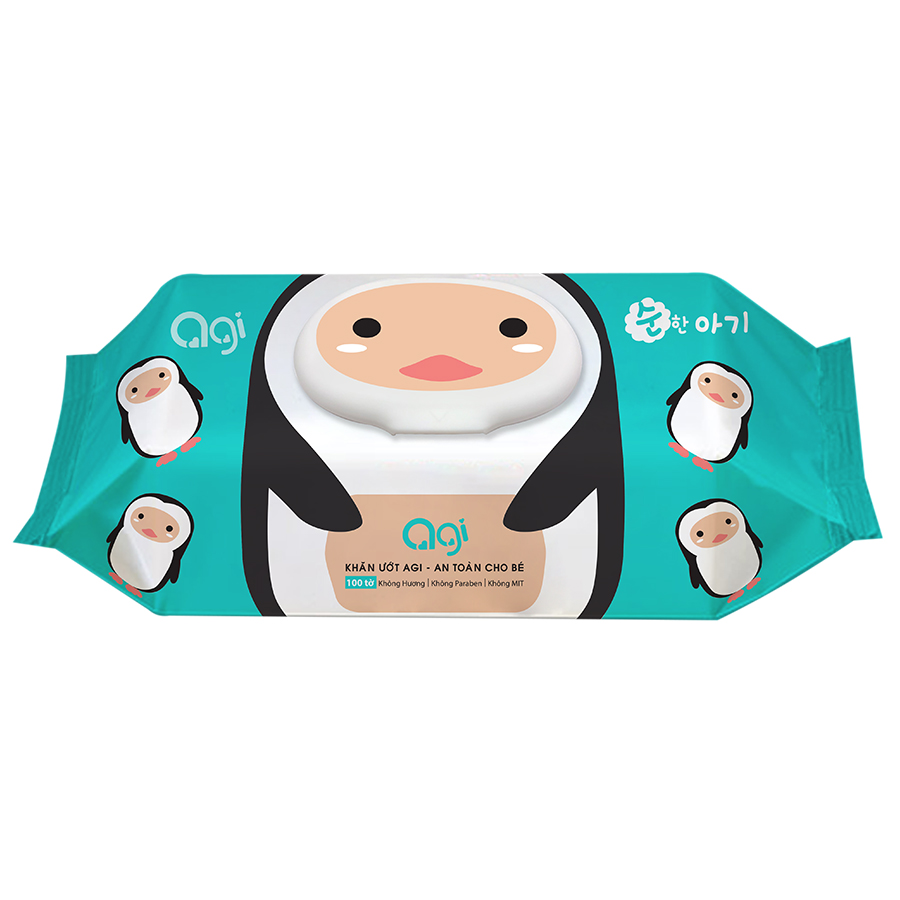 agi
순한 아기
agi
KHĂN ƯỚT AGI - AN TOÀN CHO BÉ
100 tờ Không Hương | Không Paraben | Không MIT